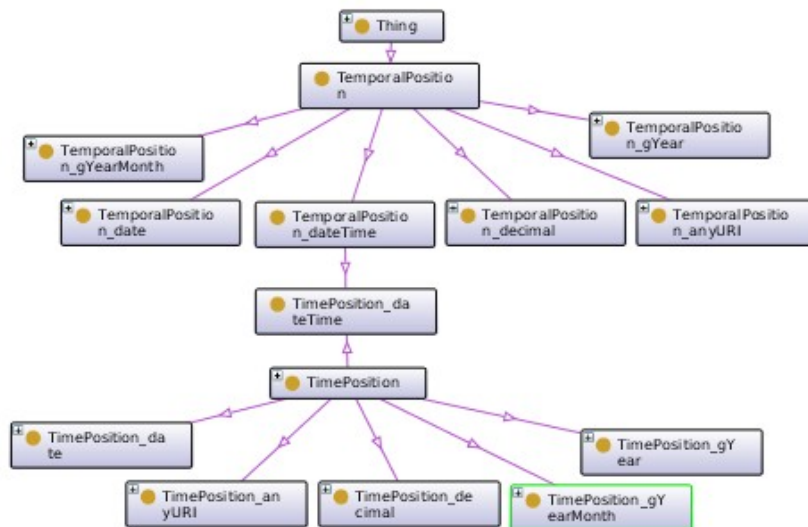 Thing
TemporalPositio
n
TemporalPositio
n_gYear
TemporalPositio
n_gYearMonth
TemporalPositio
n_date
TemporalPositio
n_dateTime
TemporalPositio
n_decimal
TemporalPositio
n_anyURI
TimePosition_da
teTime
TimePosition
TimePosition_da
te
TimePosition_gY
ear
TimePosition_an
yURI
TimePosition_de
cimal
TimePosition_gY
earMonth